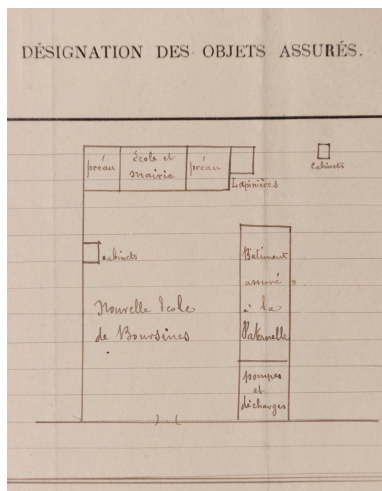 DÉSIGNATION DES OBJETS ASSURÉS.
préau
école et
mairie
préau
Lapinières
Cabinets
cabinets
Nouvelle École
de Boursines
Batiment
assuré
à la
Paternelle
pompes
et
décharges